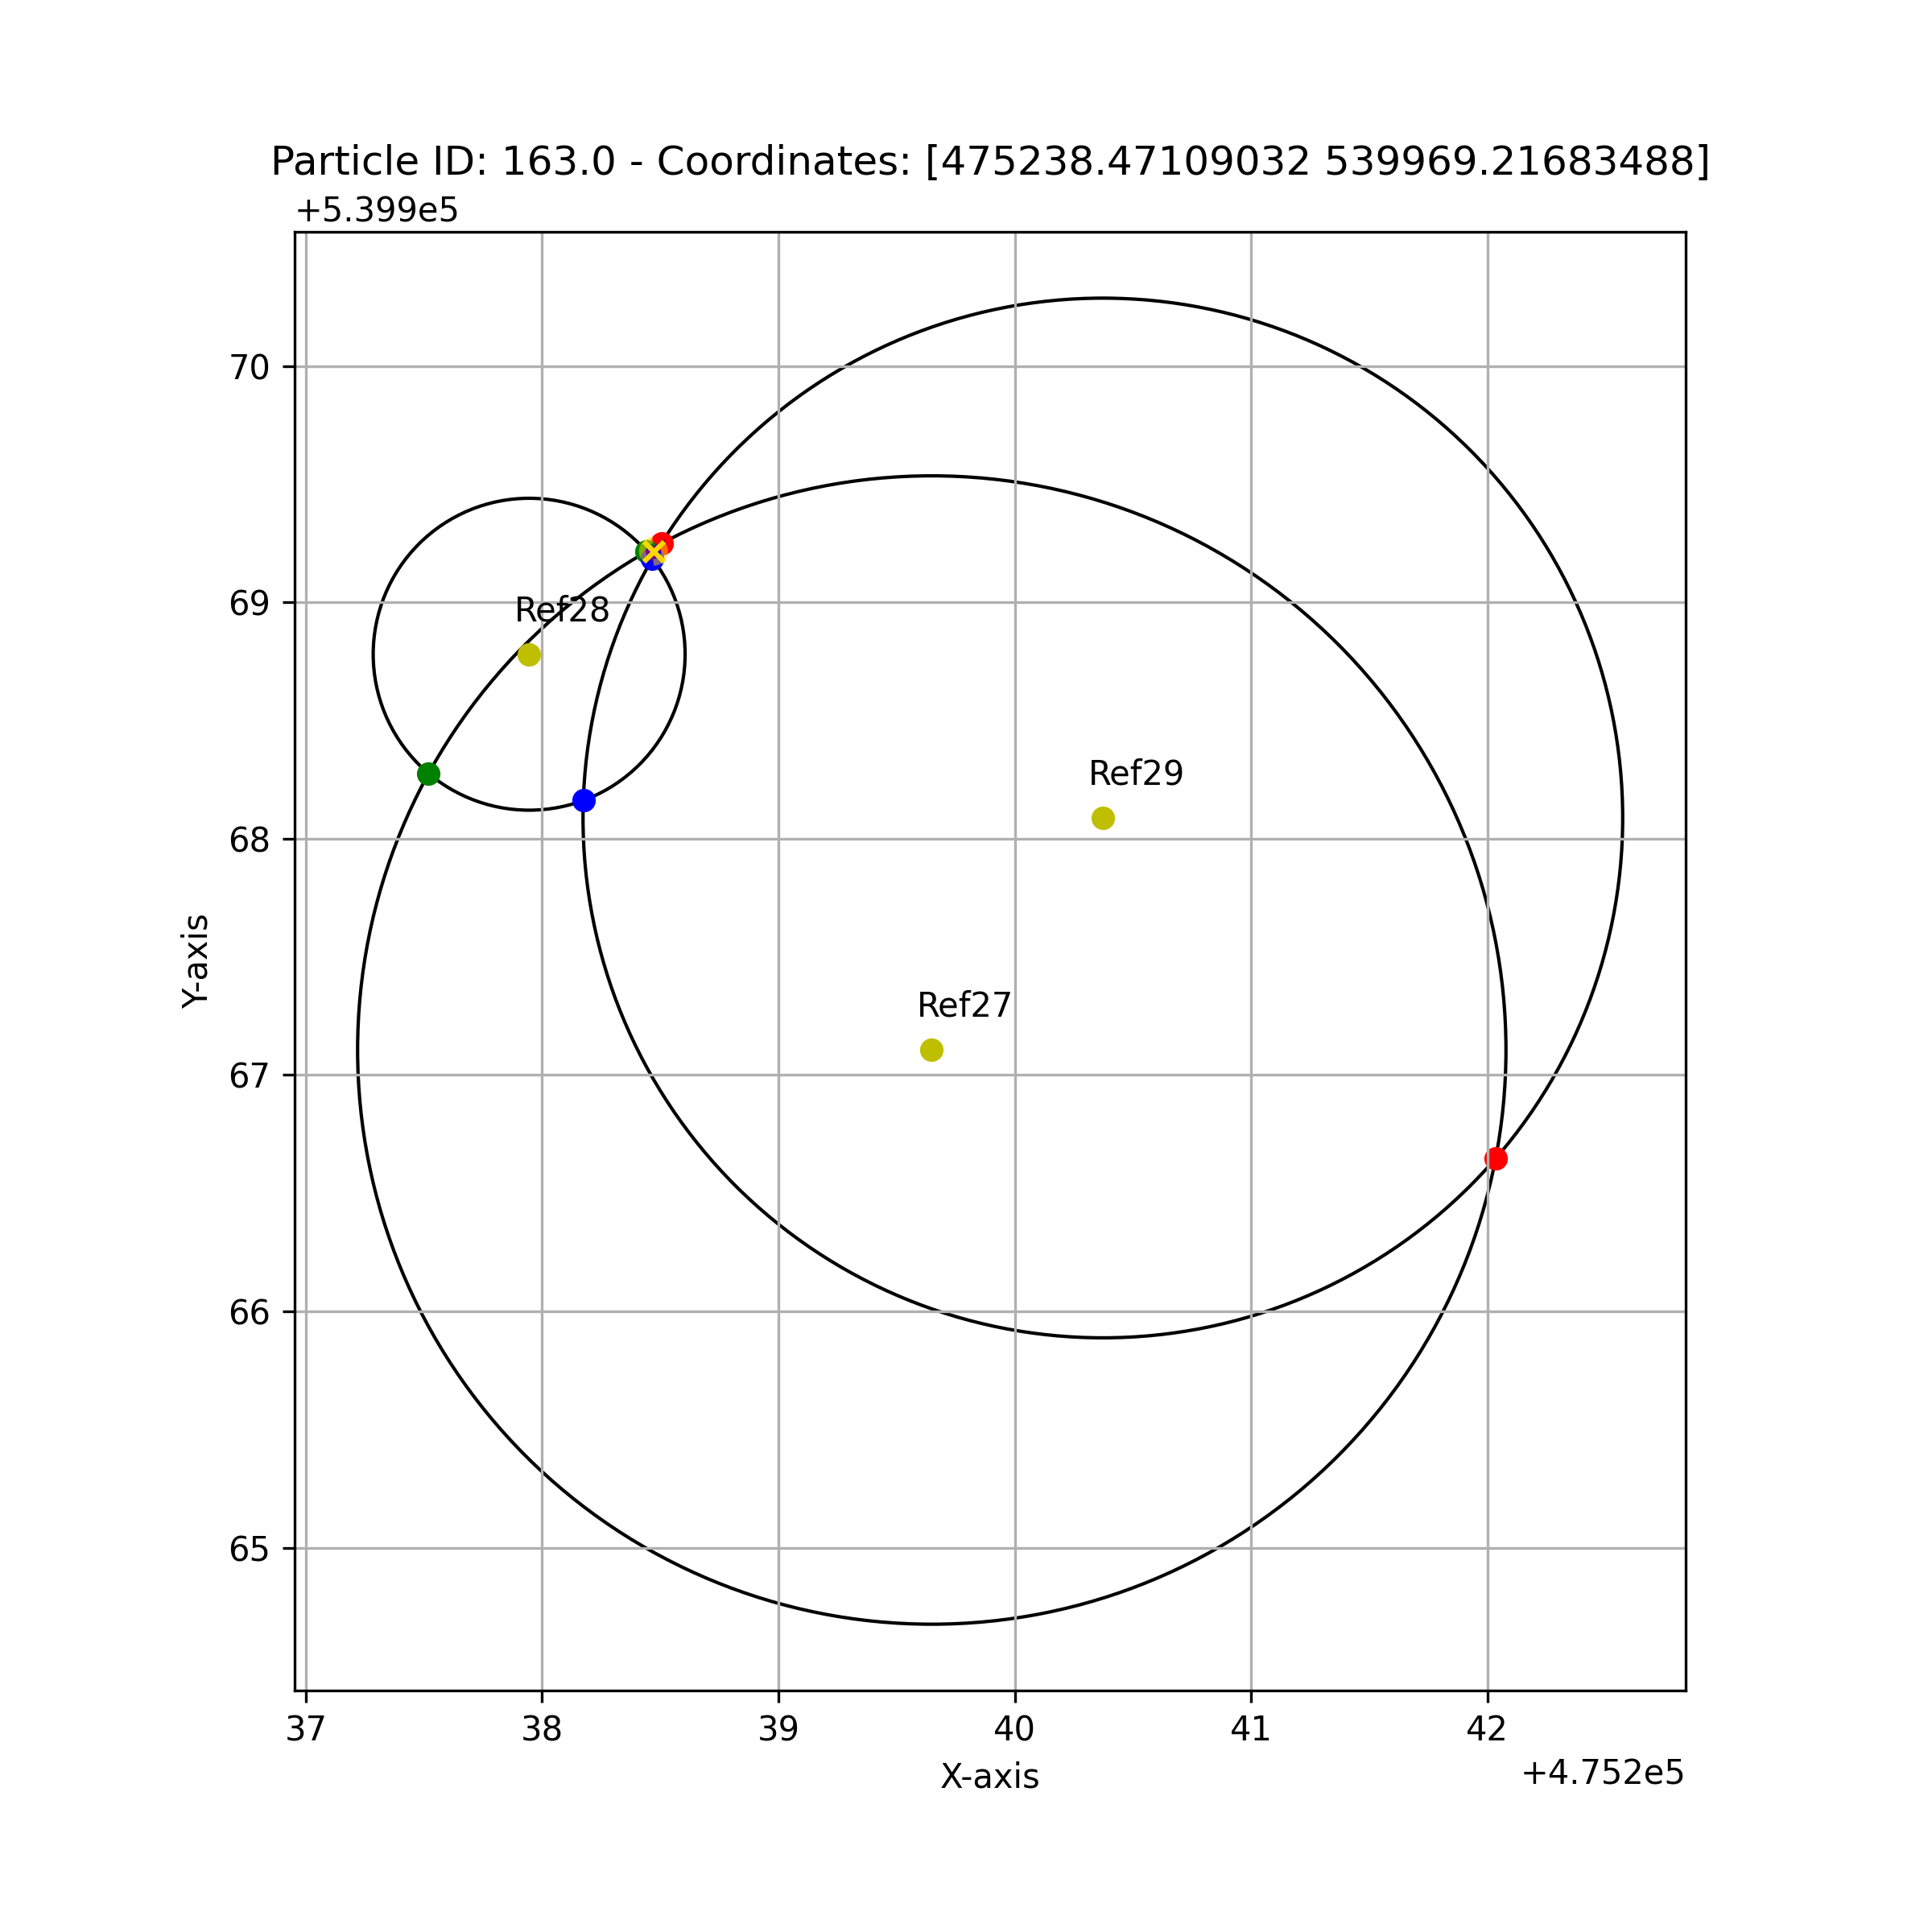 Particle ID: 163.0 - Coordinates: [475238.47109032 539969.21683488]
+5.399e5
70
69
68
67
66
65
Y-axis
Ref28
Ref29
Ref27
37 38 39 40 41 42
X-axis
+4.752e5